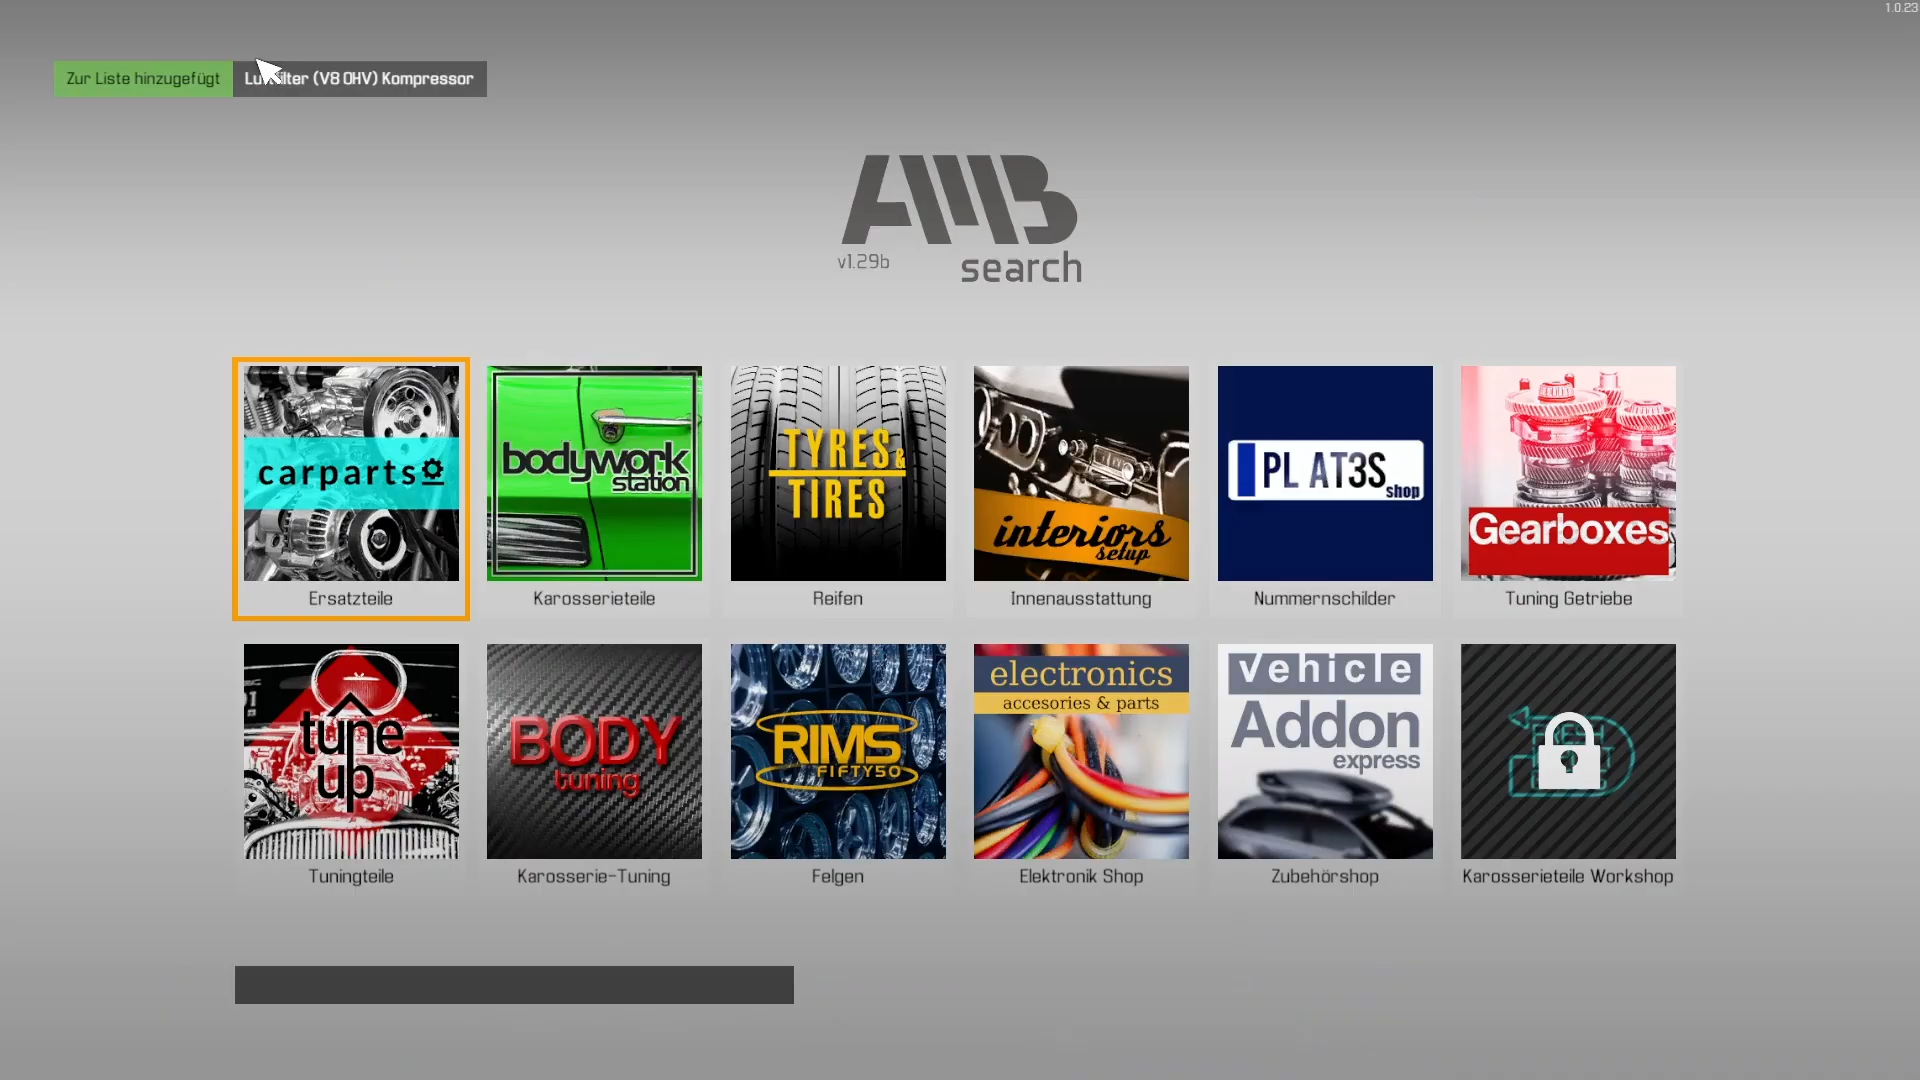 1.0.23
Zur Liste hinzugefügt
(V8 OHV) Kompressor
AMB
v1.29b
search
carparts
bodywork
station
TYRES &
TIRES
interiors
setup
PL AT3S
shop
Gearboxes
Ersatzteile
Karosserieteile
Reifen
Innenausstattung
Nummernschilder
Tuning Getriebe
tune
up
BODY
tuning
RIMS
FIFTY50
electronics
accesories & parts
vehicle
Addon
express
Tuningteile
Karosserie-Tuning
Felgen
Elektronik Shop
Zubehörshop
Karosserieteile Workshop